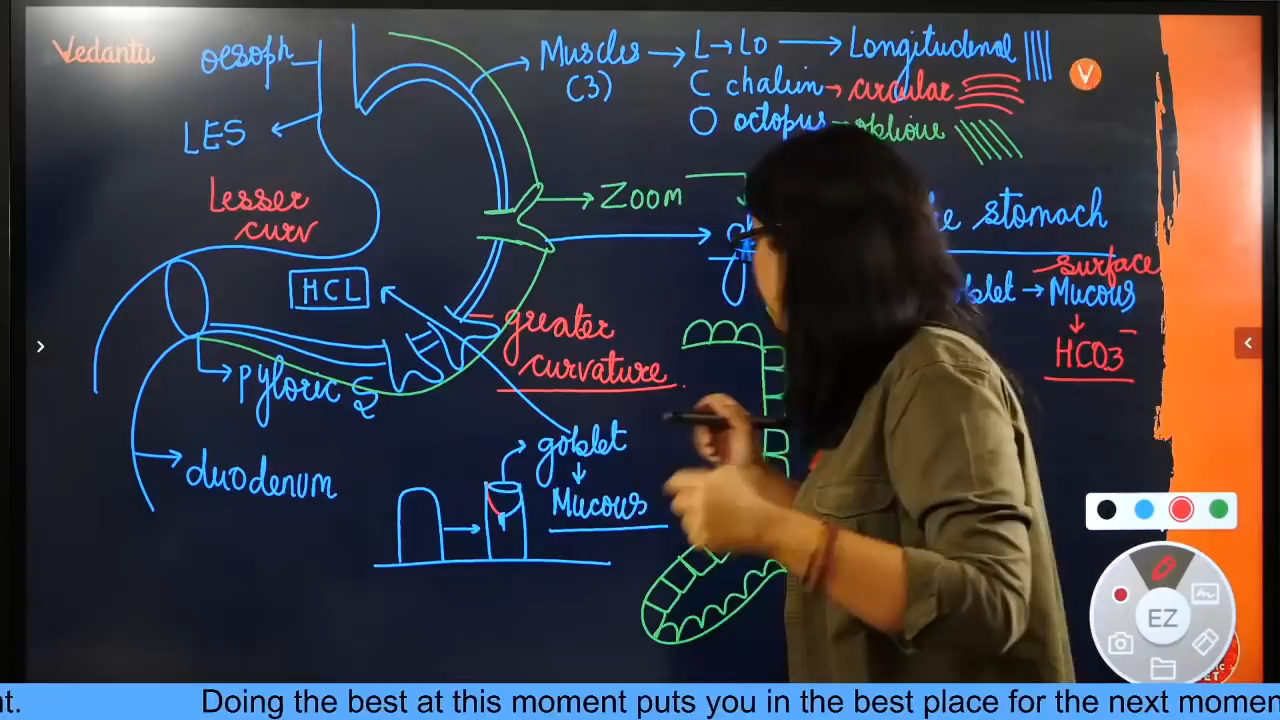 Vedantu
oesoph
LES
Lesser
curv
HCL
pyloric S
duodenum
Muscles → L → Lo → Longitudenal
(3)
C chalun → circular
O octopus
Zoom
stomach
surface
→ Mucous
HCO3
greater
curvature
goblet
Mucous
V
EZ
t. Doing the best at this moment puts you in the best place for the next momen